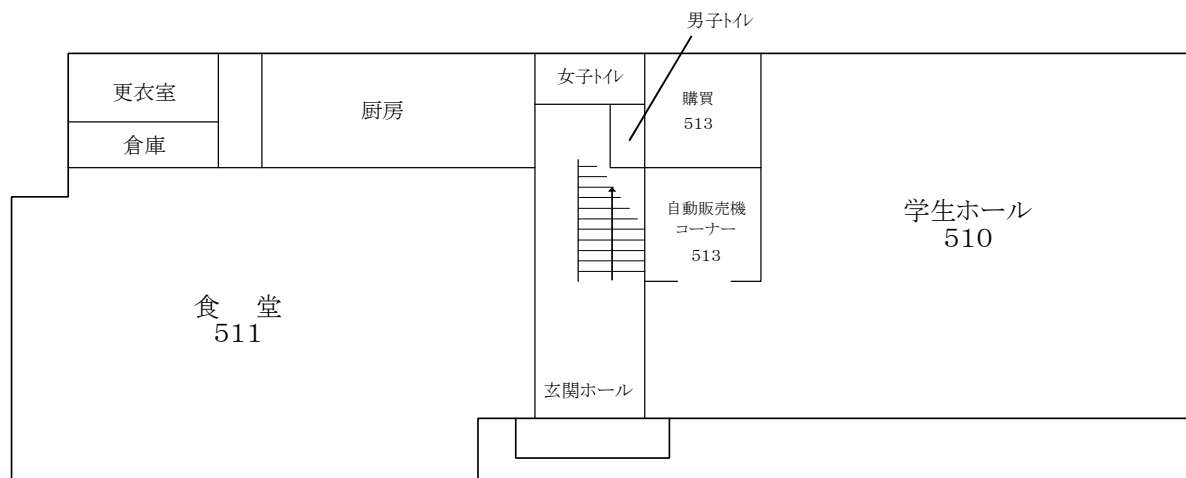 男子トイレ
女子トイレ
更衣室
購買
513
厨房
倉庫
自動販売機
コーナー
513
学生ホール
510
食　堂
511
玄関ホール